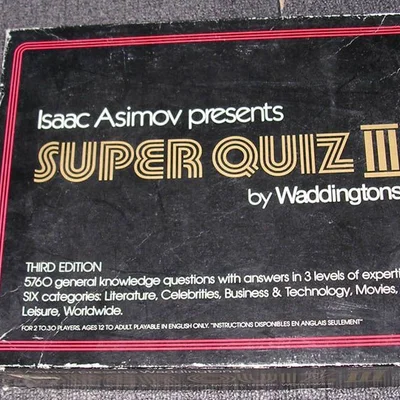 Isaac Asimov presents
SUPER QUIZ III
by Waddingtons
THIRD EDITION
5760 general knowledge questions with answers in 3 levels of experti
SIX categories: Literature, Celebrities, Business & Technology, Movies,
Leisure, Worldwide.
FOR 2 TO 30 PLAYERS. AGES 12 TO ADULT. PLAYABLE IN ENGLISH ONLY. "INSTRUCTIONS DISPONIBLES EN ANGLAIS SEULEMENT"